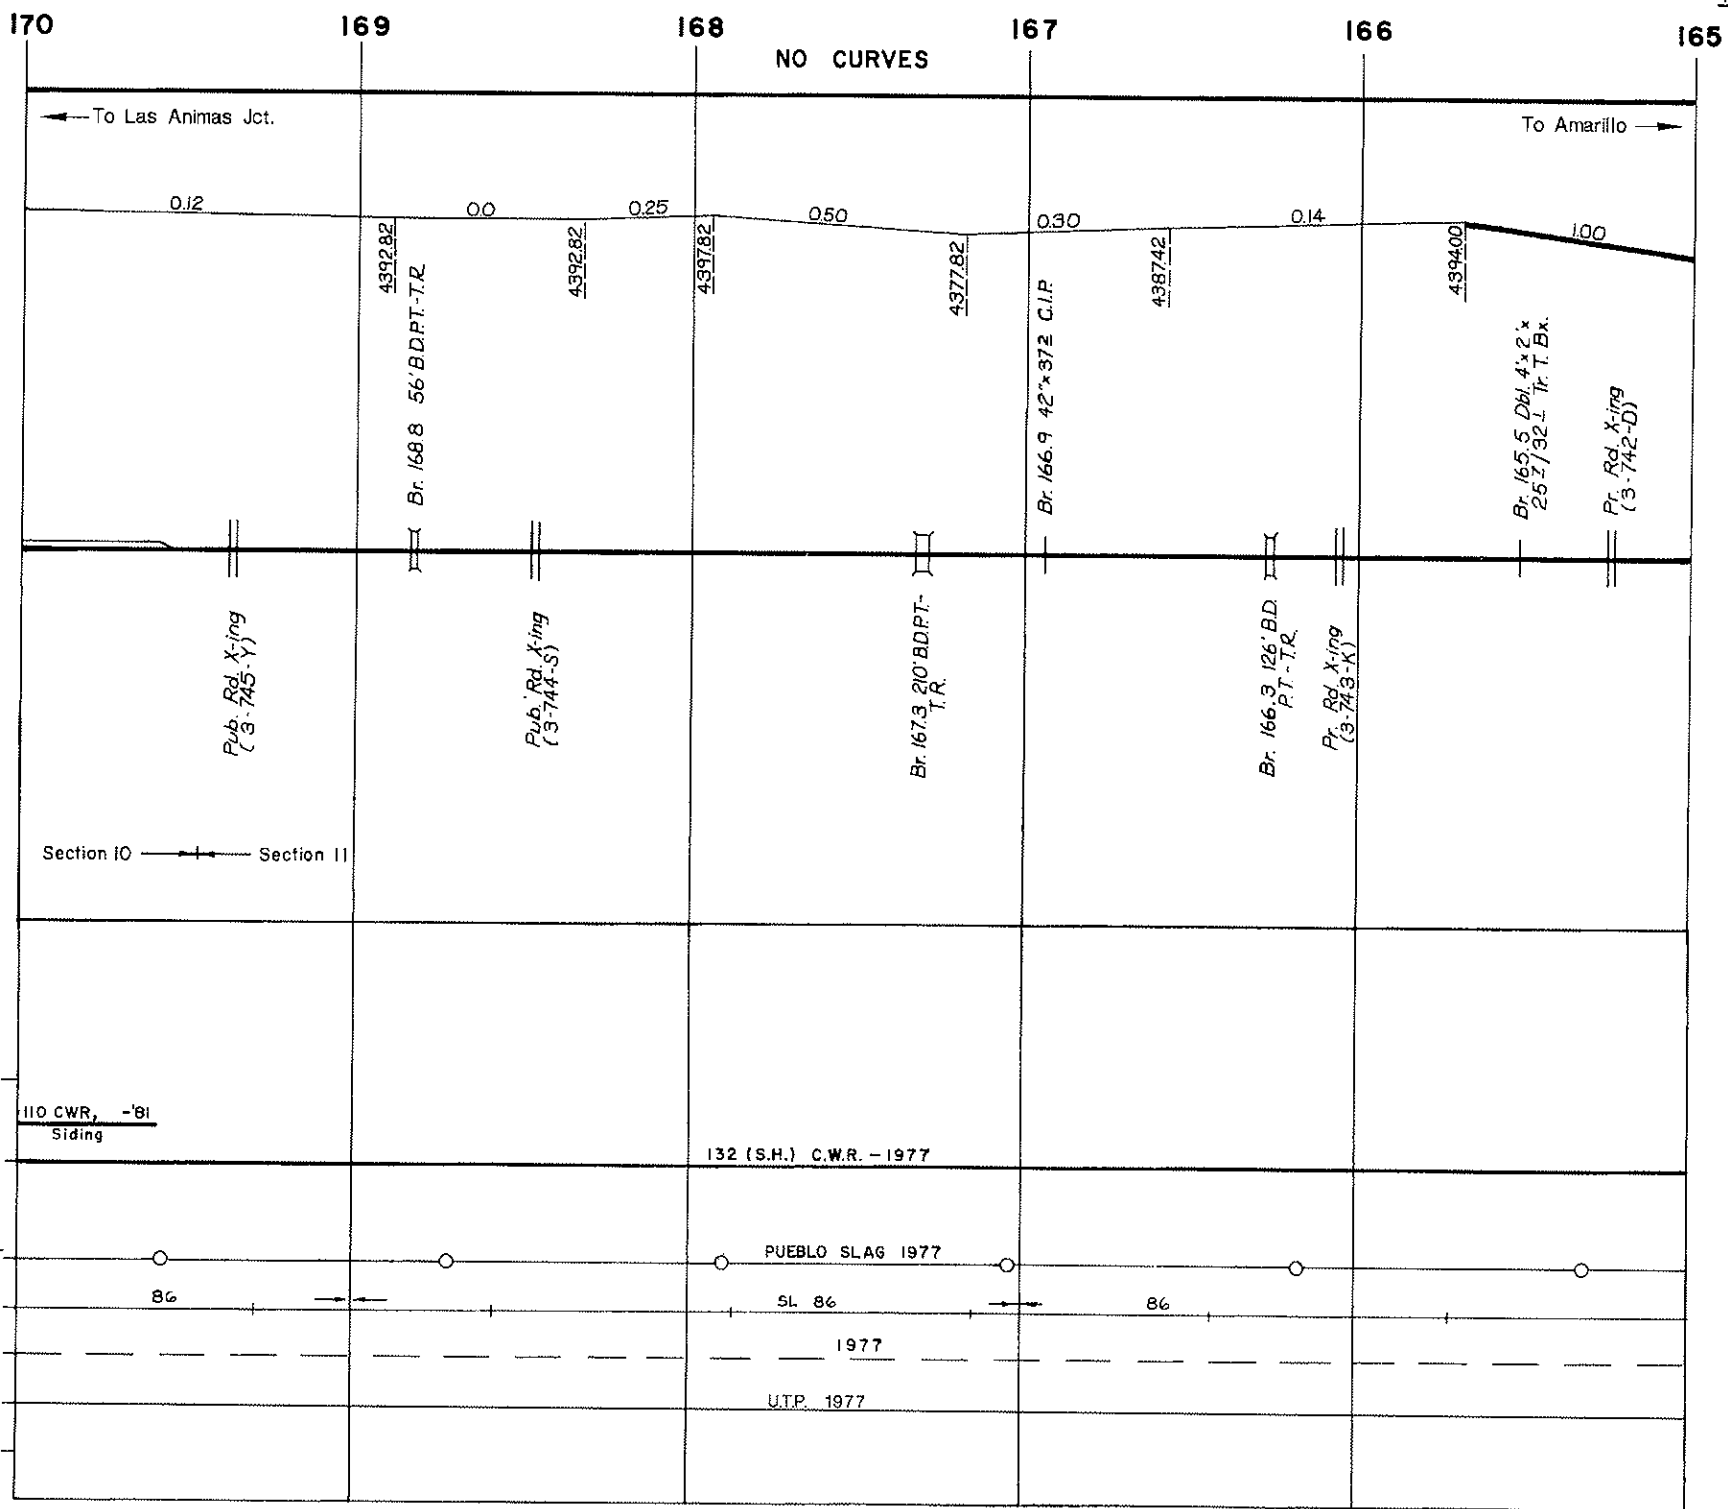 170
169
168
167
166
165
NO CURVES
To Las Animas Jct.
To Amarillo
0.12
0.0
0.25
0.50
0.30
0.14
1.00
4392.82
4392.82
4397.82
4377.82
4387.42
4394.00
Br. 168.8 56' B.D.P.T.-T.R.
Br. 166.9 42"x37± C.I.P.
Br. 165.5 Dbl. 4'x2'x
Tr. T. Bx.
Pr. Rd. X-ing
(3-742-D)
Pub. Rd. X-ing
(3-745-Y)
Pub. Rd. X-ing
(3-744-S)
Br. 167.3 210' B.D.P.T.-
T.R.
Br. 166.3 126' B.D.
P.T.-T.R.
Pr. Rd. X-ing
(3-743-K)
Section 10
Section 11
110 CWR, -'81
Siding
132 (S.H.) C.W.R. - 1977
PUEBLO SLAG 1977
86
SL 86
86
1977
U.T.P. 1977